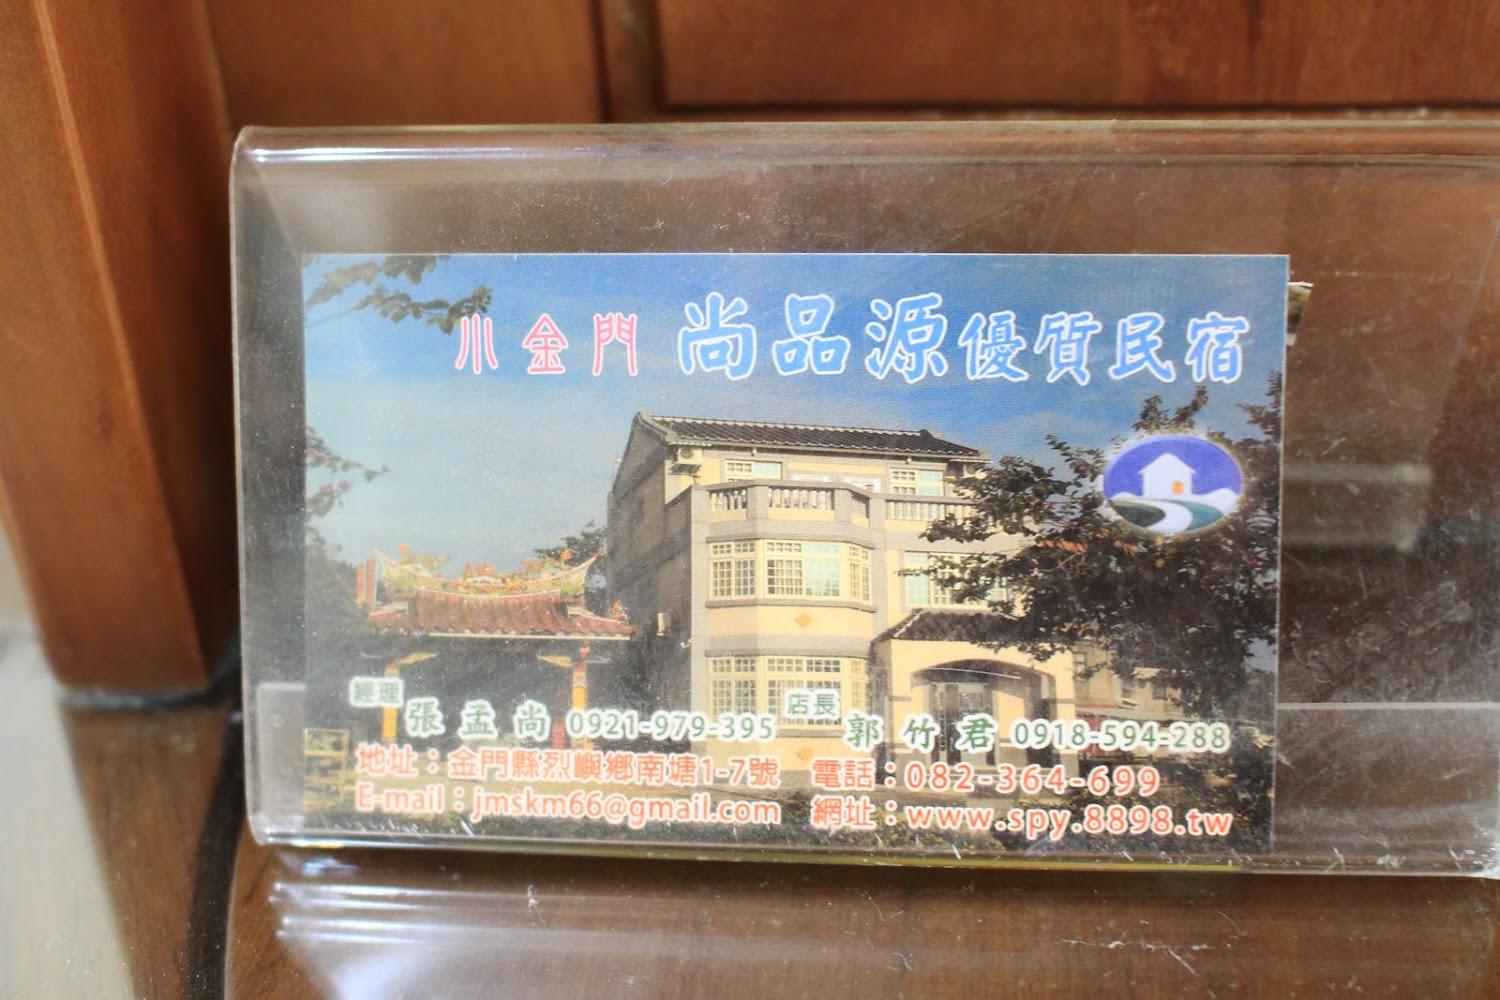 小金門 尚品源優質民宿
經理 張孟尚 0921-979-395 店長 郭竹君 0918-594-288
地址：金門縣烈嶼鄉南塘1-7號 電話：082-364-699
E-mail：jmskm66@gmail.com 網址：www.spy.8898.tw